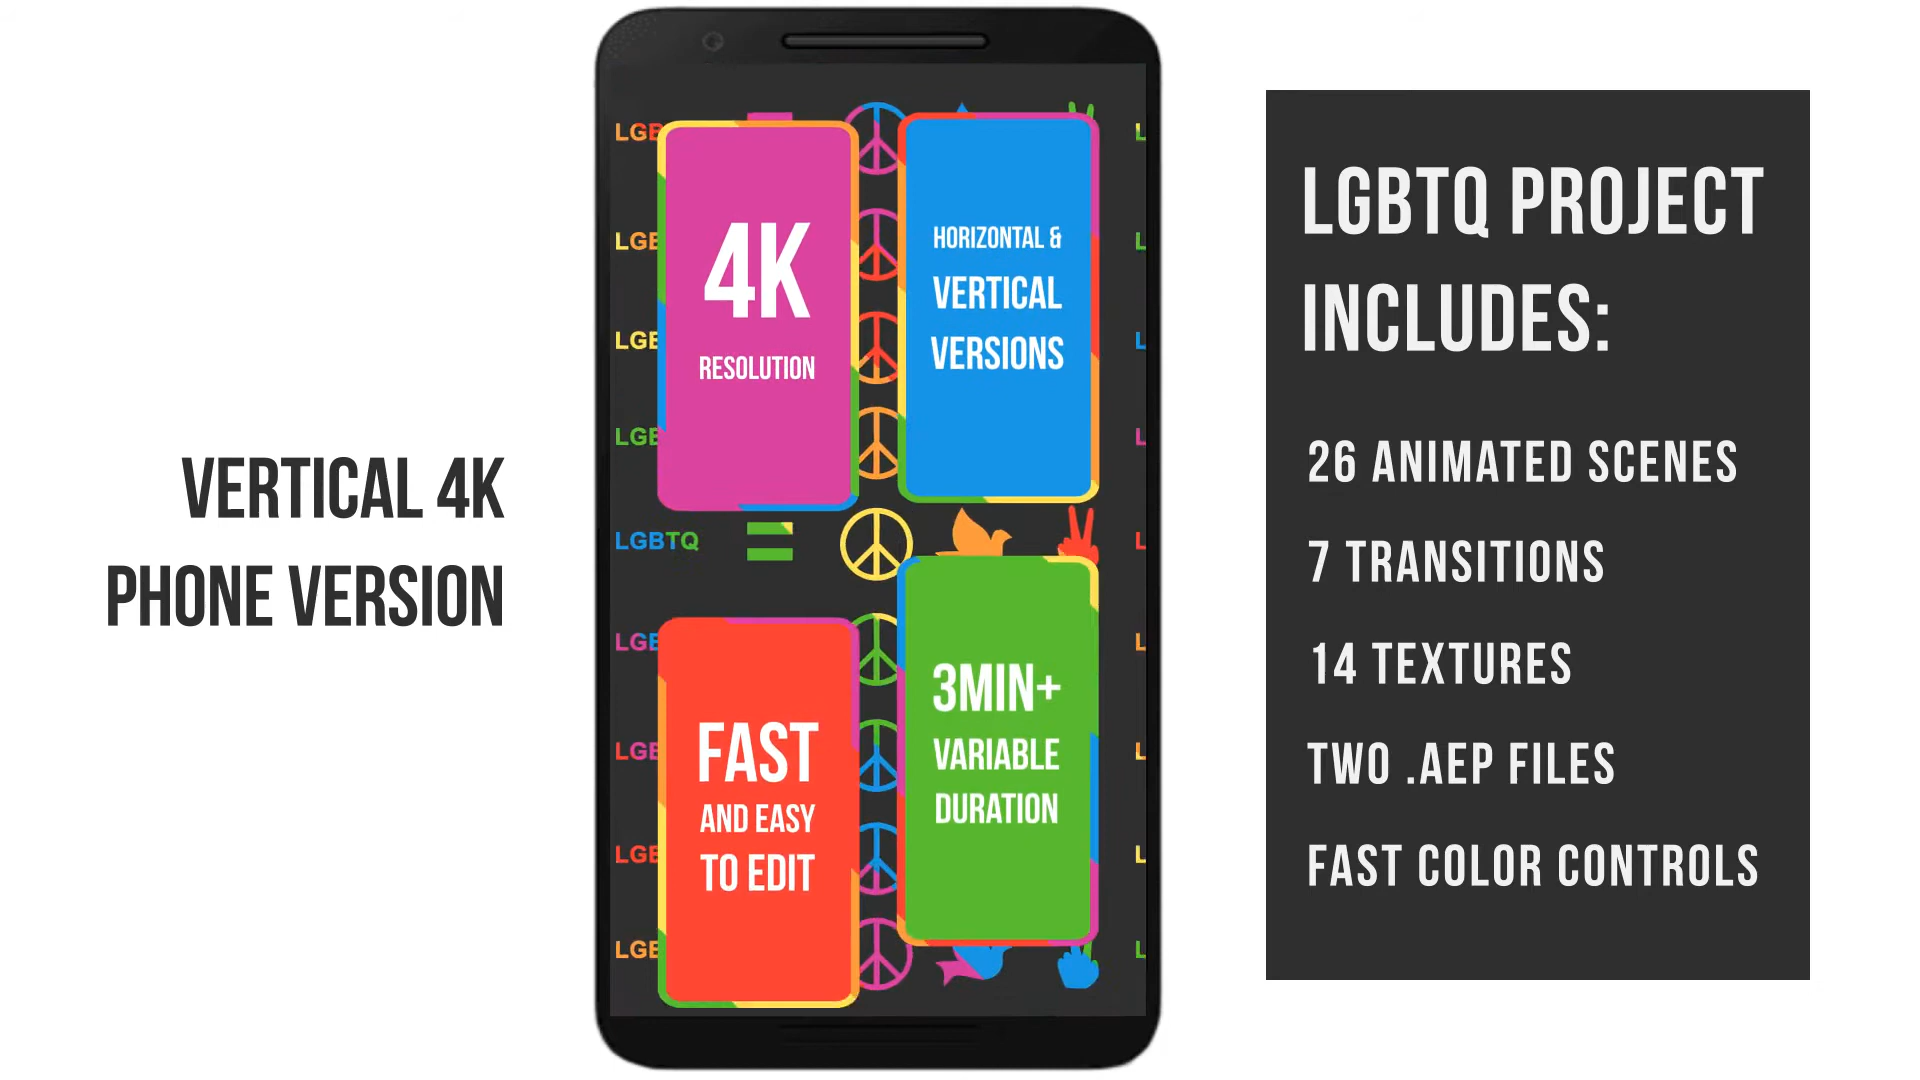 VERTICAL 4K
PHONE VERSION
4K
RESOLUTION
HORIZONTAL &
VERTICAL
VERSIONS
LGBTQ
FAST
AND EASY
TO EDIT
3MIN+
VARIABLE
DURATION
LGBTQ PROJECT
INCLUDES:
26 ANIMATED SCENES
7 TRANSITIONS
14 TEXTURES
TWO .AEP FILES
FAST COLOR CONTROLS